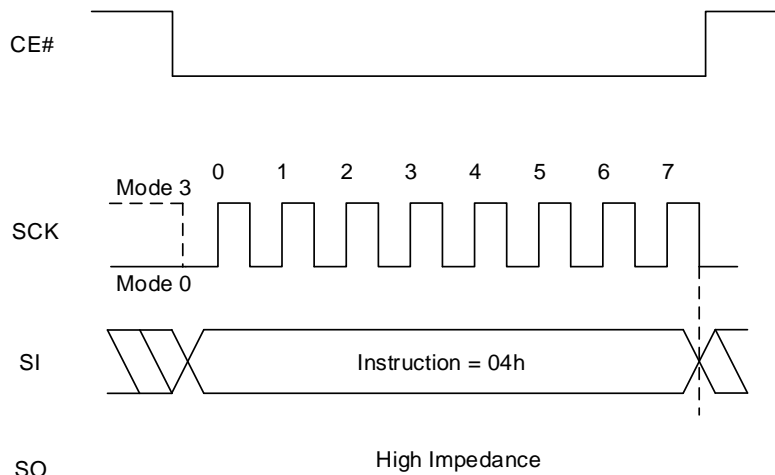 CE#
0 1 2 3 4 5 6 7
Mode 3
SCK
Mode 0
SI
Instruction = 04h
High Impedance
SO